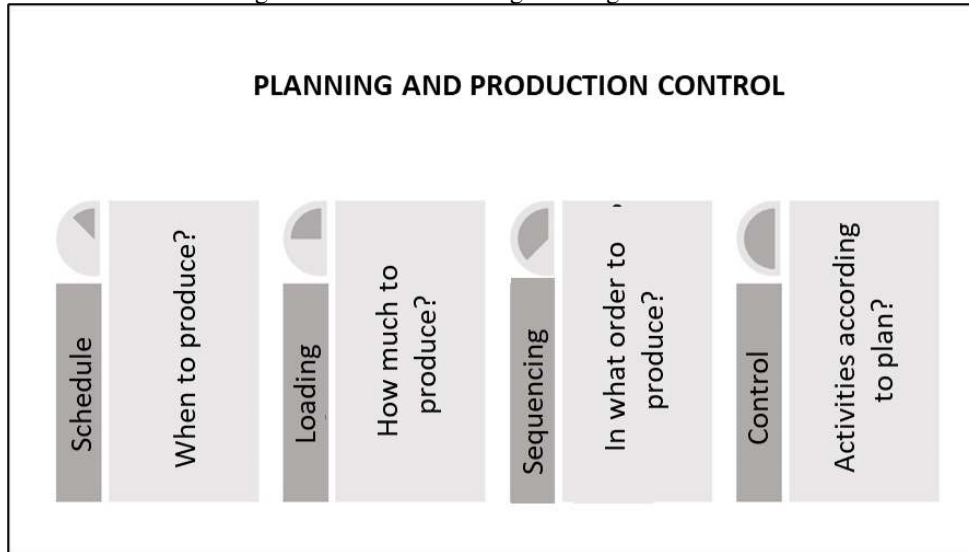 PLANNING AND PRODUCTION CONTROL
Schedule
When to produce?
Loading
How much to
produce?
Sequencing
In what order to
produce?
Control
Activities according
to plan?